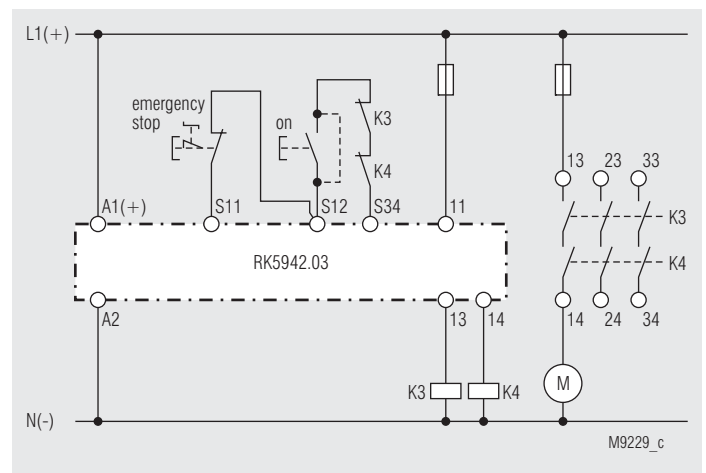 L1(+)
emergency
stop
on
K3
K4
13 23 33
A1(+) S11 S12 S34 11
K3
RK5942.03
K4
A2 13 14 14 24 34
K3 K4 M
N(-)
M9229_c